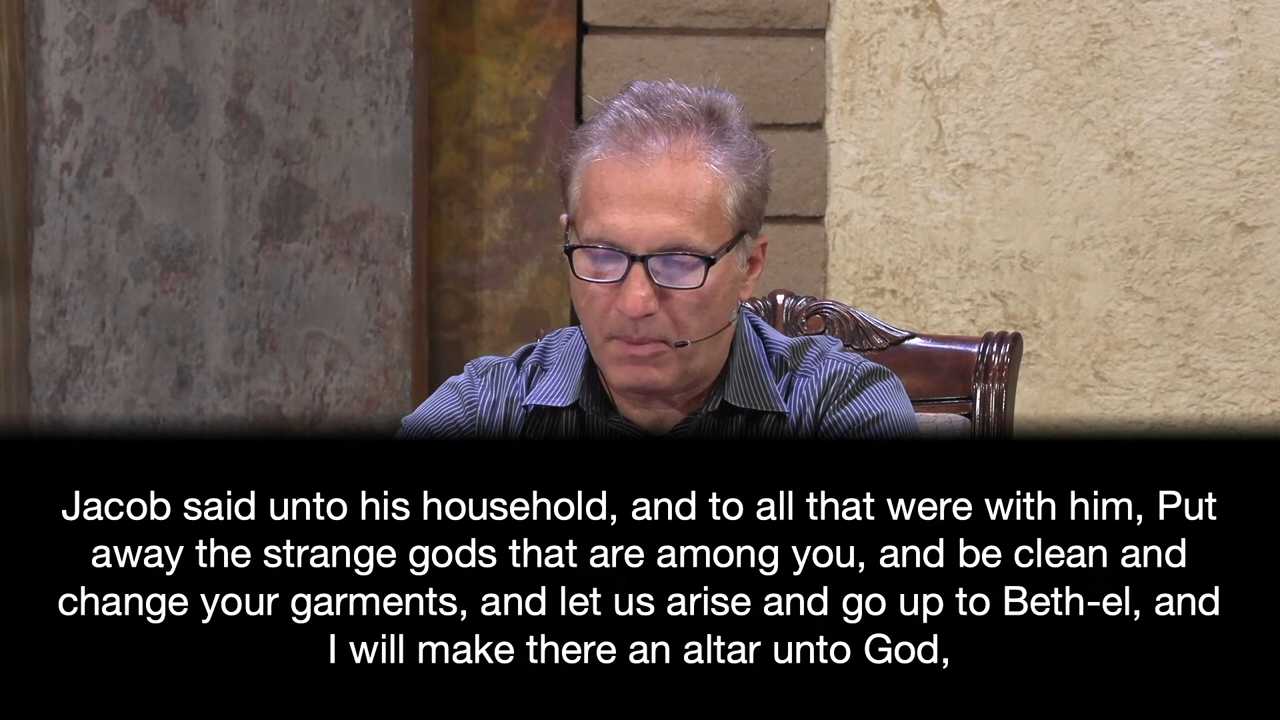 Jacob said unto his household, and to all that were with him, Put
away the strange gods that are among you, and be clean and
change your garments, and let us arise and go up to Beth-el, and
I will make there an altar unto God,